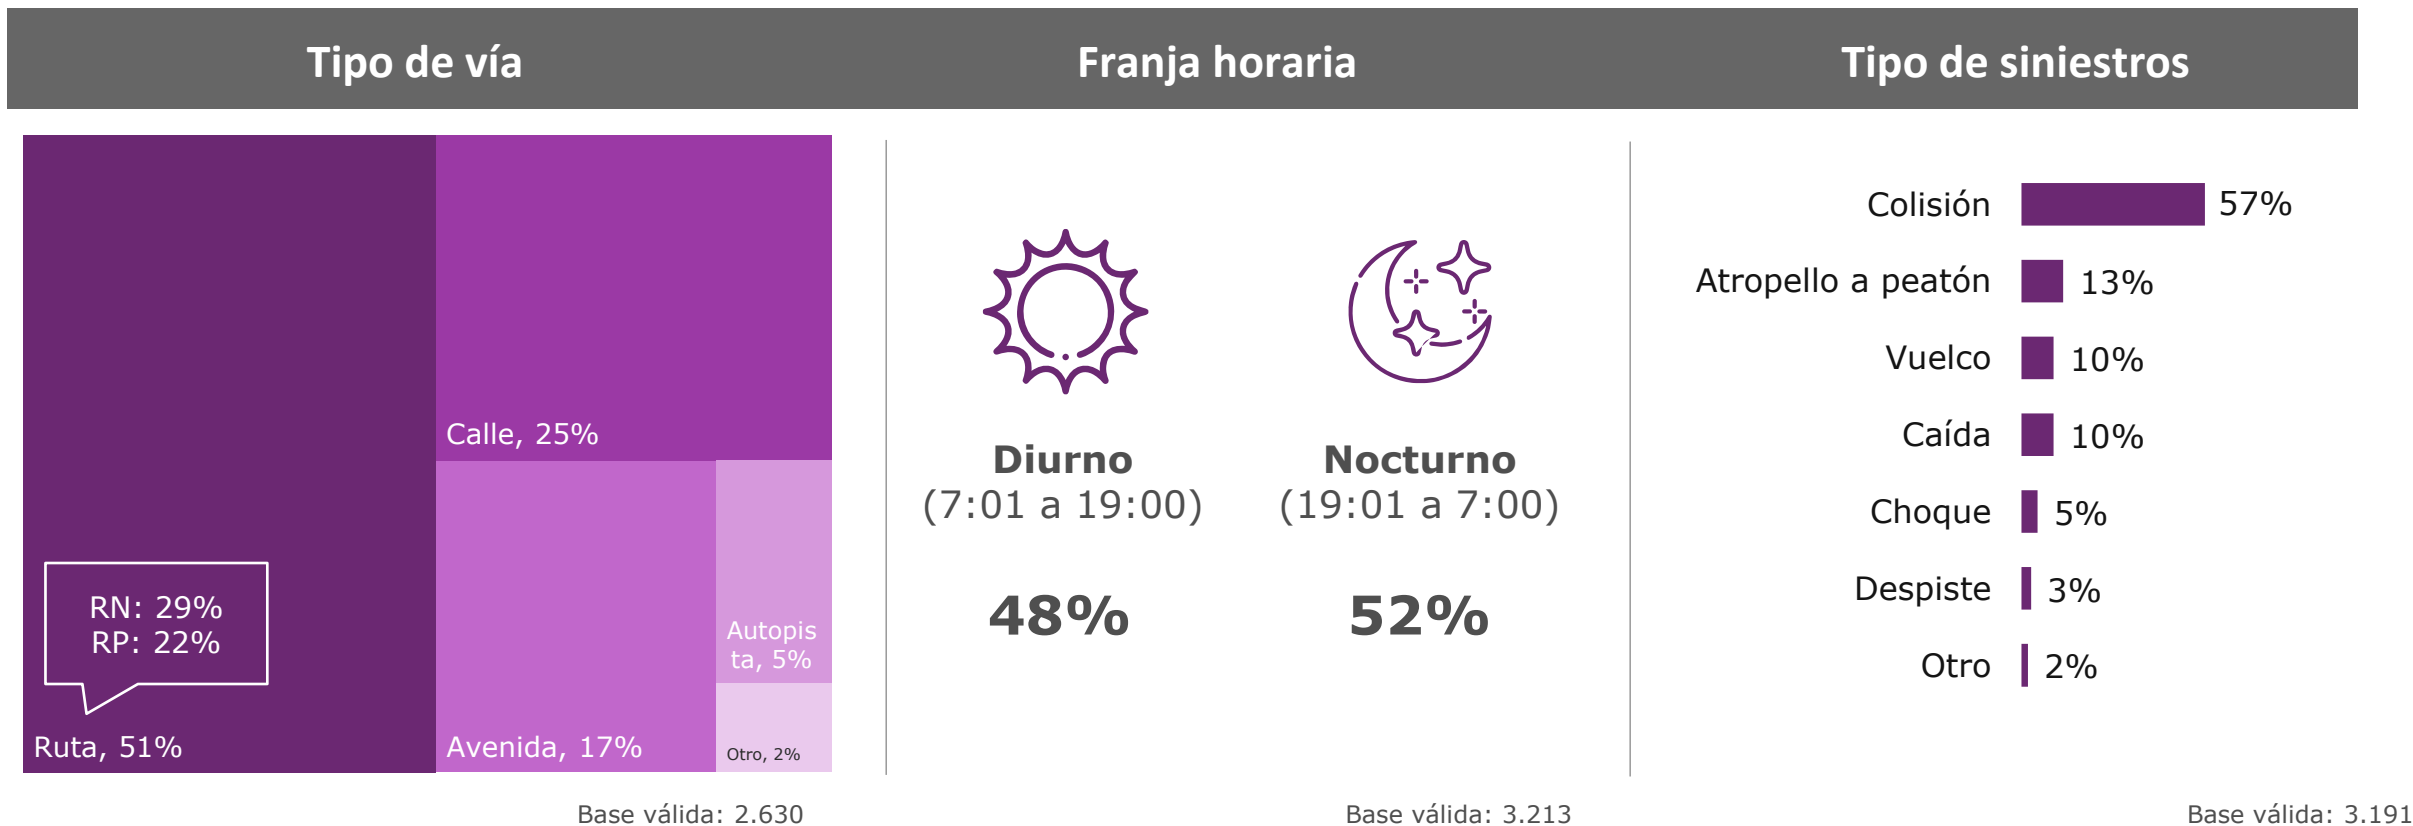 Tipo de vía
Franja horaria
Tipo de siniestros
Calle, 25%
RN: 29%
RP: 22%
Ruta, 51%
Avenida, 17%
Autopis
ta, 5%
Otro, 2%
Base válida: 2.630
Diurno
(7:01 a 19:00)
48%
Nocturno
(19:01 a 7:00)
52%
Base válida: 3.213
Colisión 57%
Atropello a peatón 13%
Vuelco 10%
Caída 10%
Choque 5%
Despiste 3%
Otro 2%
Base válida: 3.191